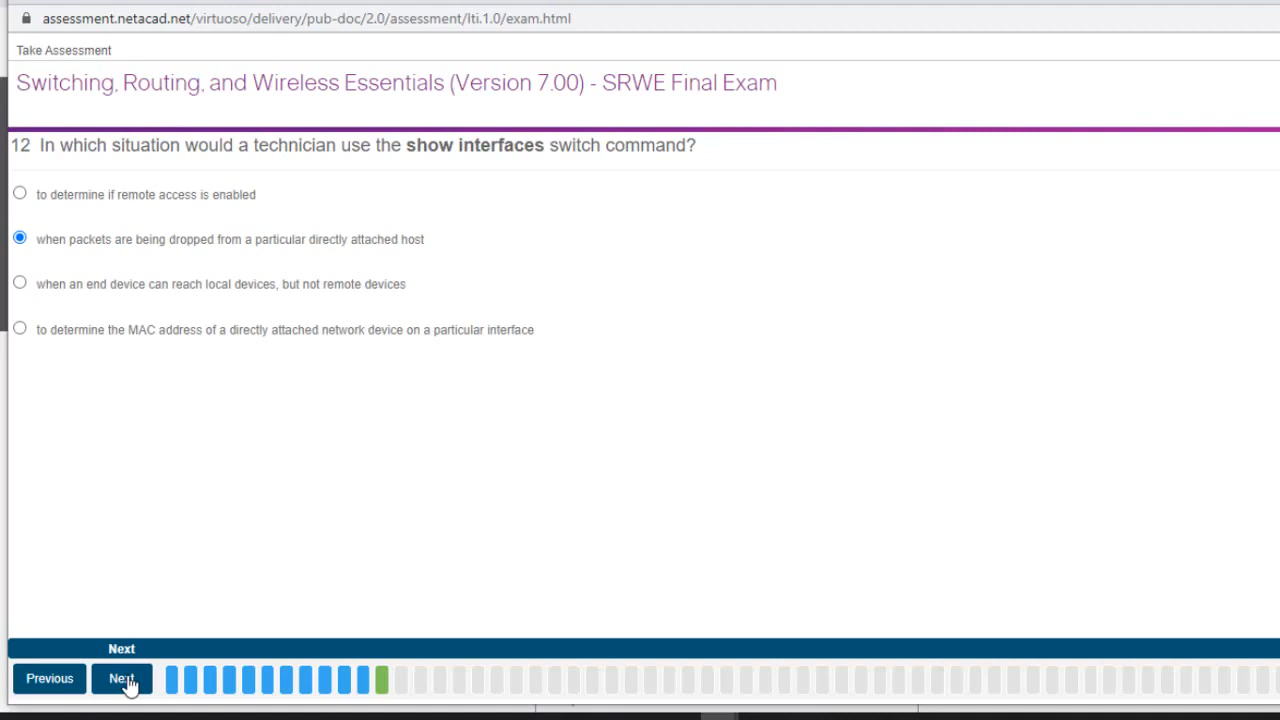 assessment.netacad.net/virtuoso/delivery/pub-doc/2.0/assessment/lti.1.0/exam.html
Take Assessment
Switching, Routing, and Wireless Essentials (Version 7.00) - SRWE Final Exam
12 In which situation would a technician use the show interfaces switch command?
to determine if remote access is enabled
when packets are being dropped from a particular directly attached host
when an end device can reach local devices, but not remote devices
to determine the MAC address of a directly attached network device on a particular interface
Next
Previous Next